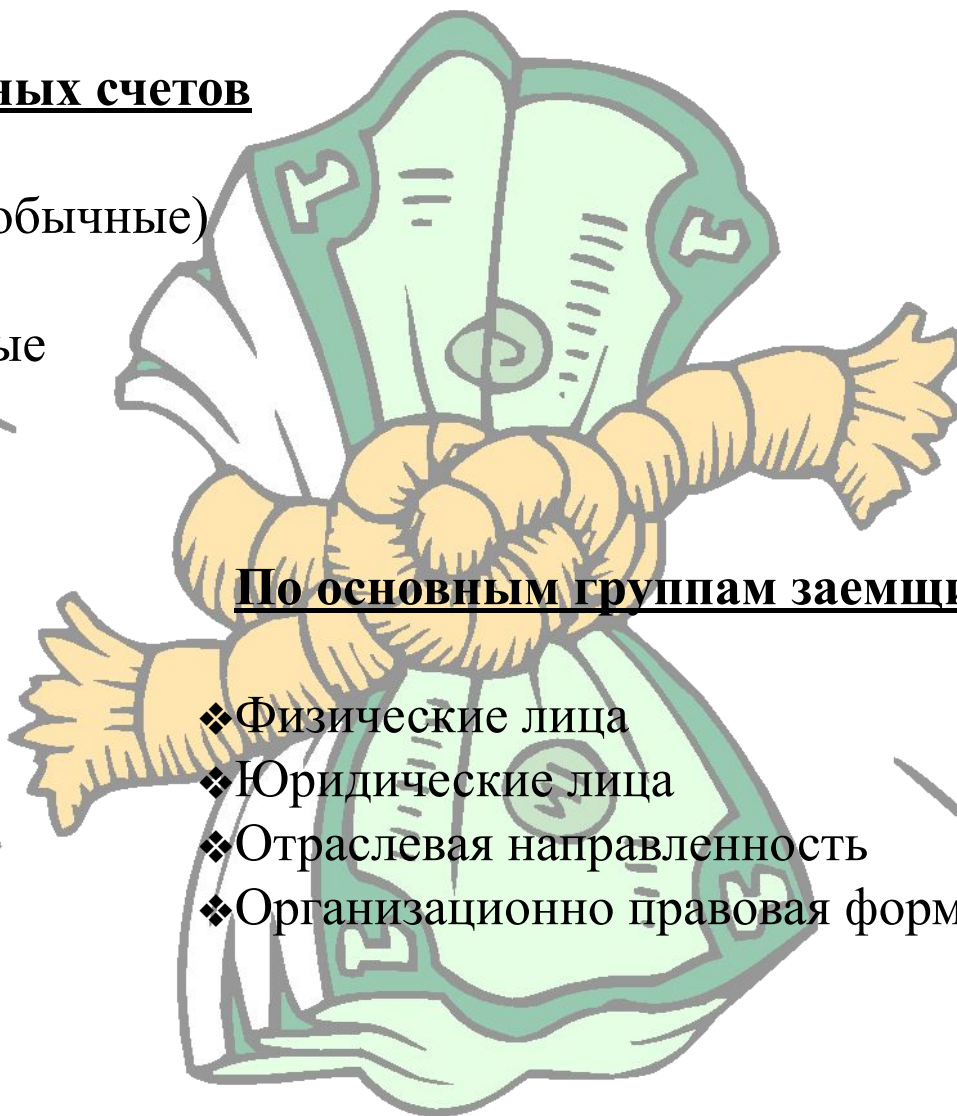 ных счетов
обычные)
ые
По основным группам заемщи
❖Физические лица
❖Юридические лица
❖Отраслевая направленность
❖Организационно правовая форм